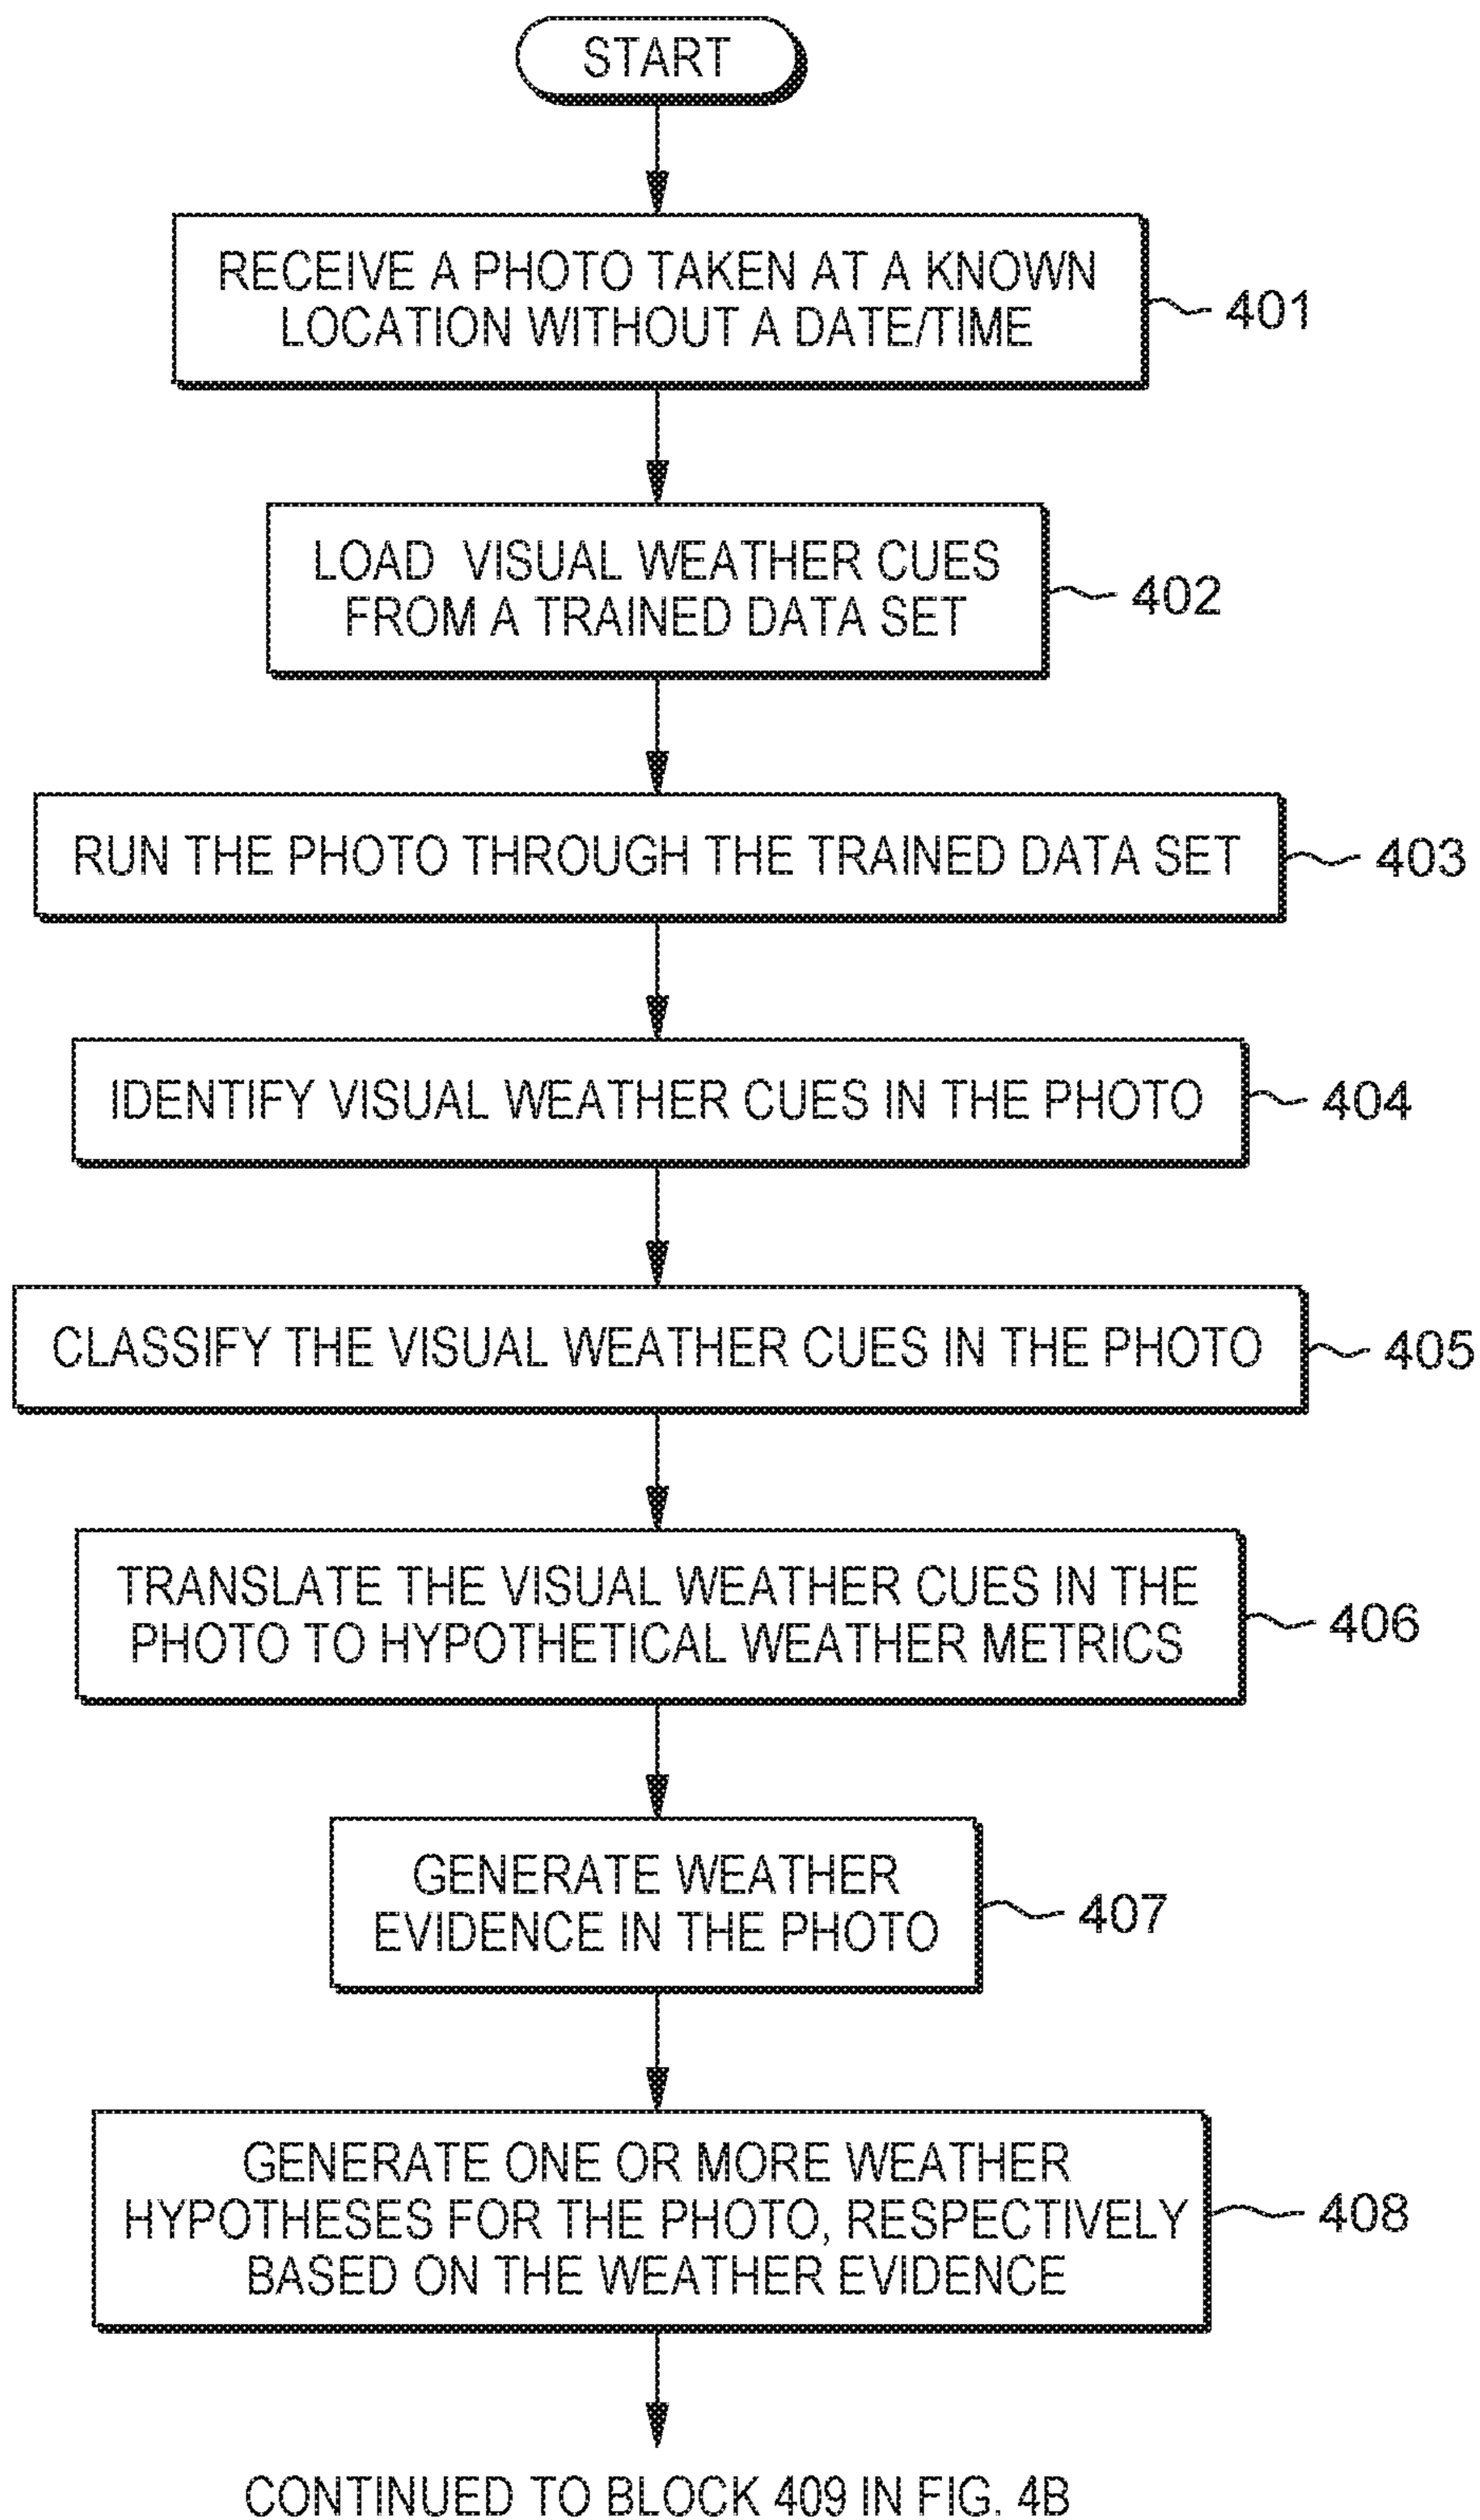 START
RECEIVE A PHOTO TAKEN AT A KNOWN
LOCATION WITHOUT A DATE/TIME
401
LOAD VISUAL WEATHER CUES
FROM A TRAINED DATA SET
402
RUN THE PHOTO THROUGH THE TRAINED DATA SET
403
IDENTIFY VISUAL WEATHER CUES IN THE PHOTO
404
CLASSIFY THE VISUAL WEATHER CUES IN THE PHOTO
405
TRANSLATE THE VISUAL WEATHER CUES IN THE
PHOTO TO HYPOTHETICAL WEATHER METRICS
406
GENERATE WEATHER
EVIDENCE IN THE PHOTO
407
GENERATE ONE OR MORE WEATHER
HYPOTHESES FOR THE PHOTO, RESPECTIVELY
BASED ON THE WEATHER EVIDENCE
408
CONTINUED TO BLOCK 409 IN FIG. 4B